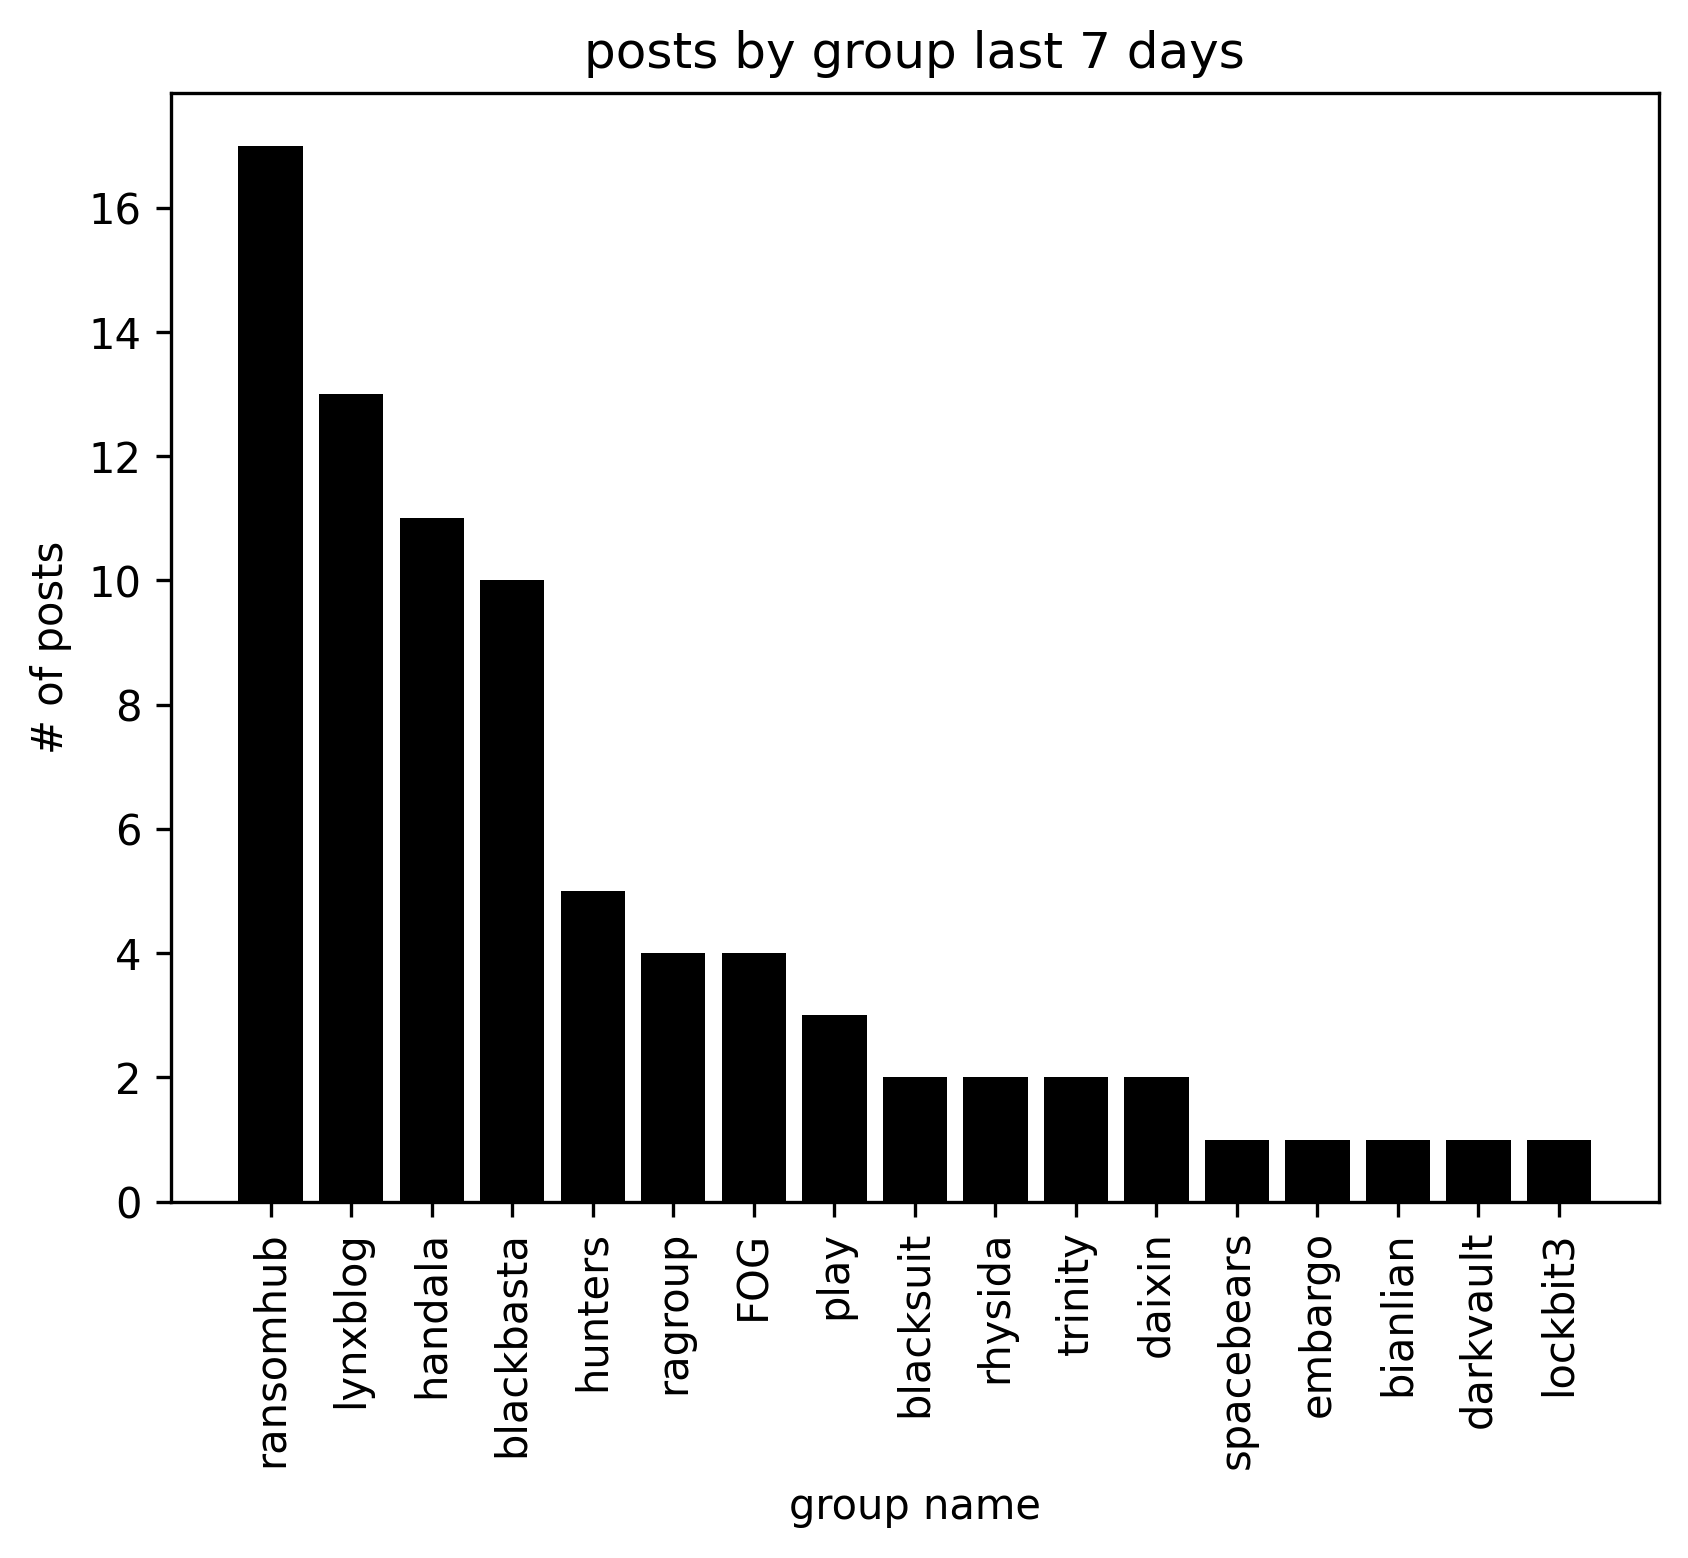 posts by group last 7 days
# of posts
16
14
12
10
8
6
4
2
0
ransomhub
lynxblog
handala
blackbasta
hunters
ragroup
FOG
play
blacksuit
rhysida
trinity
daixin
spacebears
embargo
bianlian
darkvault
lockbit3
group name